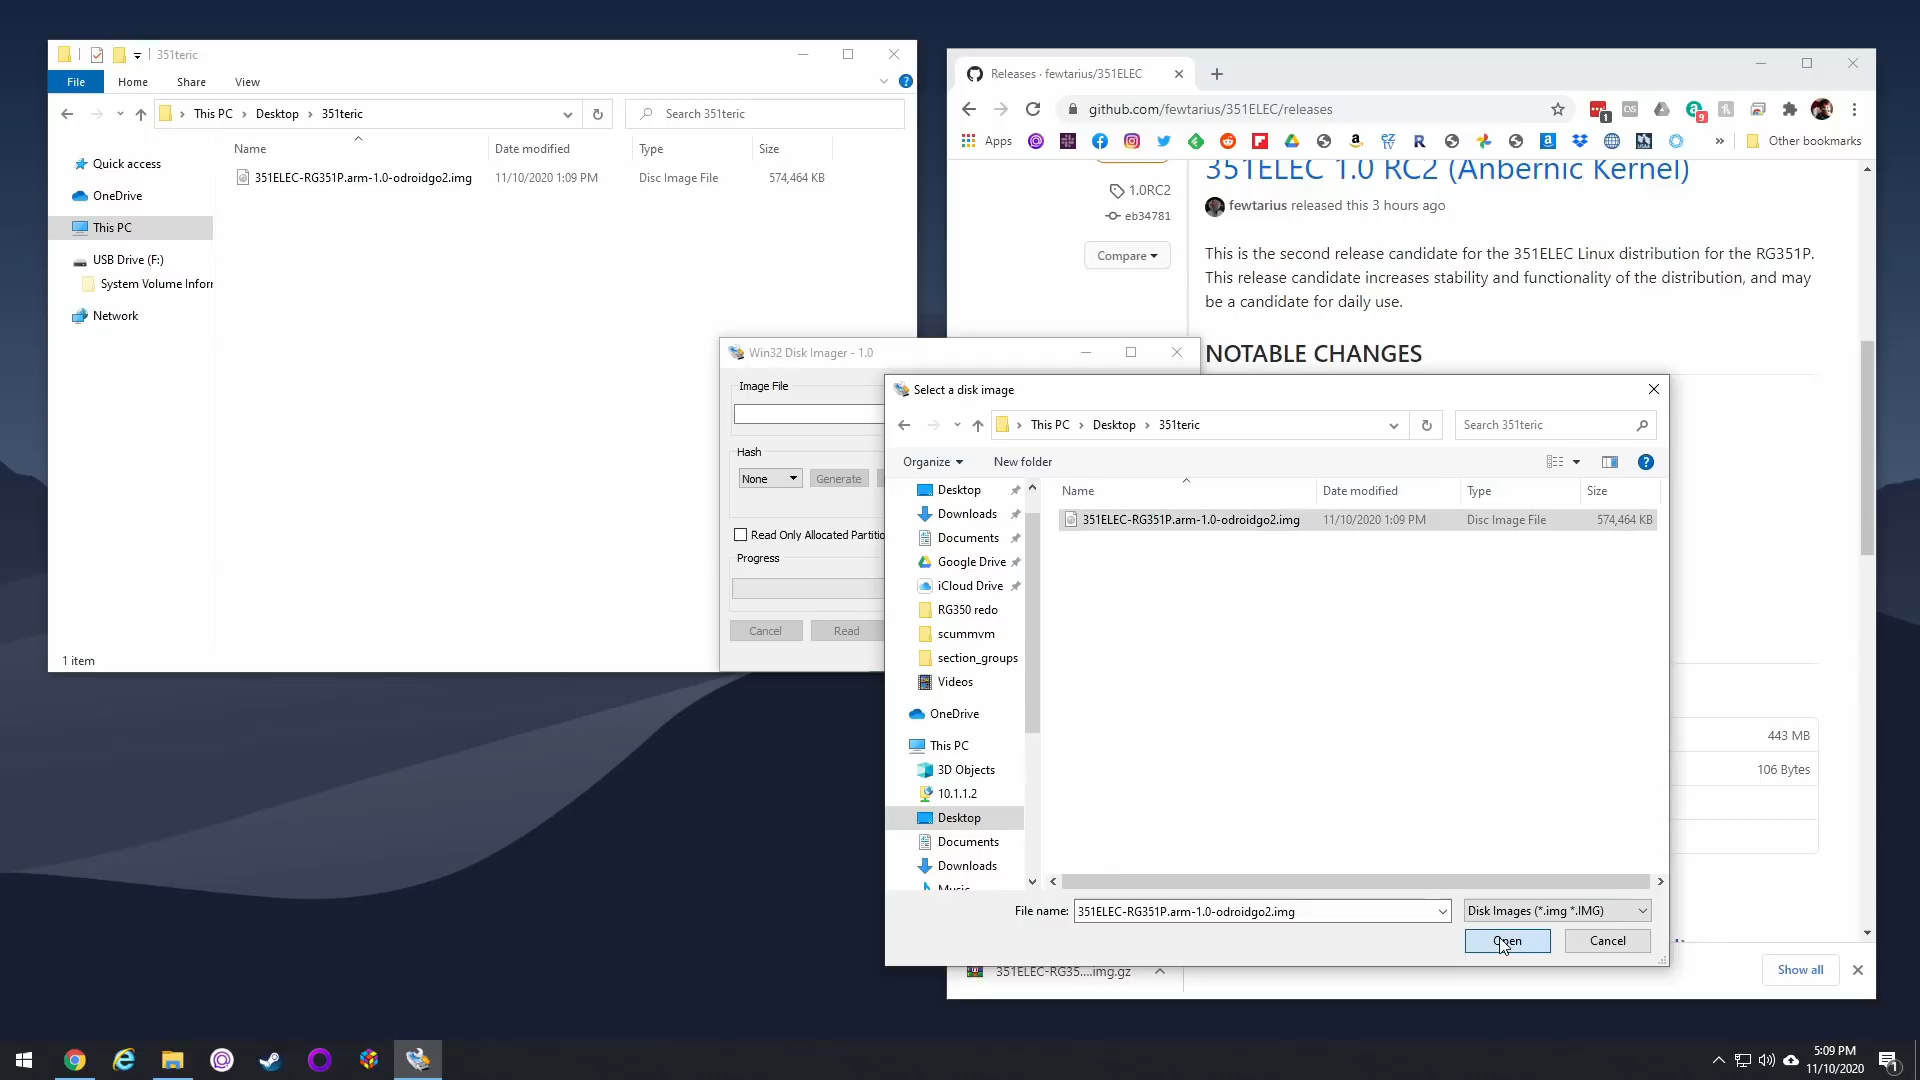 351teric
File
Home
Share
View
This PC
Desktop
351teric
Search 351teric
Name
Date modified
Type
Size
351ELEC-RG351P.arm-1.0-odroidgo2.img
11/10/2020 1:09 PM
Disc Image File
574,464 KB
Quick access
OneDrive
This PC
USB Drive (F:)
System Volume Inforr
Network
1 item
Releases · fewtarius/351ELEC
github.com/fewtarius/351ELEC/releases
Apps
Other bookmarks
351ELEC 1.0 RC2 (Anbernic Kernel)
1.0RC2
eb34781
Compare
fewtarius released this 3 hours ago
This is the second release candidate for the 351ELEC Linux distribution for the RG351P.
This release candidate increases stability and functionality of the distribution, and may
be a candidate for daily use.
NOTABLE CHANGES
443 MB
106 Bytes
351ELEC-RG35....img.gz
Show all
Win32 Disk Imager - 1.0
Image File
Hash
None
Generate
Read Only Allocated Partitio
Progress
Cancel
Read
Select a disk image
This PC
Desktop
351teric
Search 351teric
Organize
New folder
Name
Date modified
Type
Size
351ELEC-RG351P.arm-1.0-odroidgo2.img
11/10/2020 1:09 PM
Disc Image File
574,464 KB
Desktop
Downloads
Documents
Google Drive
iCloud Drive
RG350 redo
scummvm
section_groups
Videos
OneDrive
This PC
3D Objects
10.1.1.2
Desktop
Documents
Downloads
Music
File name:
351ELEC-RG351P.arm-1.0-odroidgo2.img
Disk Images (*.img *.IMG)
Open
Cancel
5:09 PM
11/10/2020